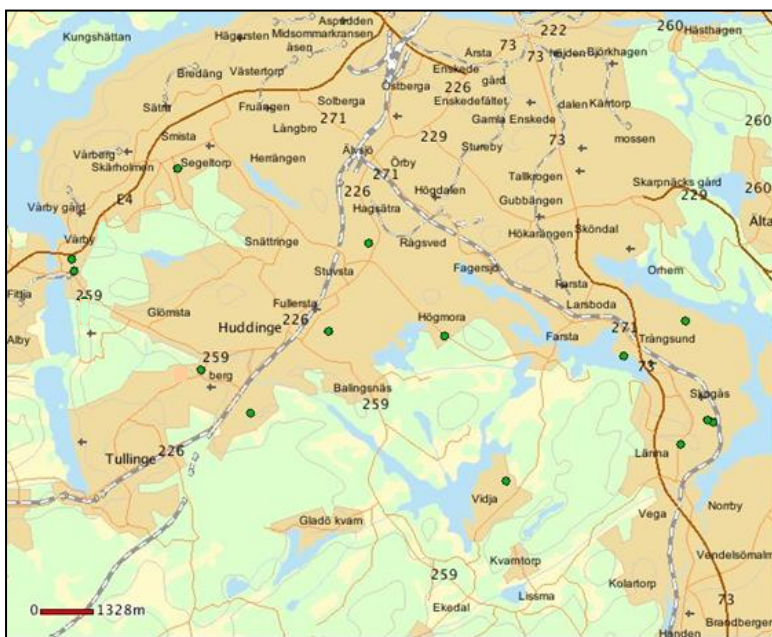 Aspudden
222
260
Hästhagen
Kungshättan
Hägersten
Midsommarkransen
åsen
Årsta
73
73
höjden
Björkhagen
Bredäng
Västertorp
Enskede
gård
Östberga
226
Sätra
Fruängen
Solberga
Enskedefältet
dalen
Kärrtorp
271
Långbro
Gamla
Enskede
260
Smista
229
73
mossen
Älvsjö
Örby
Stureby
Vårberg
Skärholmen
Segeltorp
Herrängen
271
Tallkrogen
Skarpnäcks gård
226
Högdalen
229
260
E4
Gubbängen
Vårby gård
Hagsätra
Sköndal
Älta
Vårby
Snättringe
Rågsved
Hökarängen
Stuvsta
Fagersjö
Orhem
Fittja
259
Farsta
Larsboda
Glömsta
Fullersta
Huddinge
226
Högmora
271
Trångsund
Alby
Farsta
259
73
berg
Balingsnäs
Skogås
259
Tullinge
226
Länna
Vidja
Norrby
Gladö kvarn
Vega
Vendelsömalm
Kvarntorp
259
Kolartorp
0
1328m
Lissma
73
Ekedal
Brandbergen
Handen